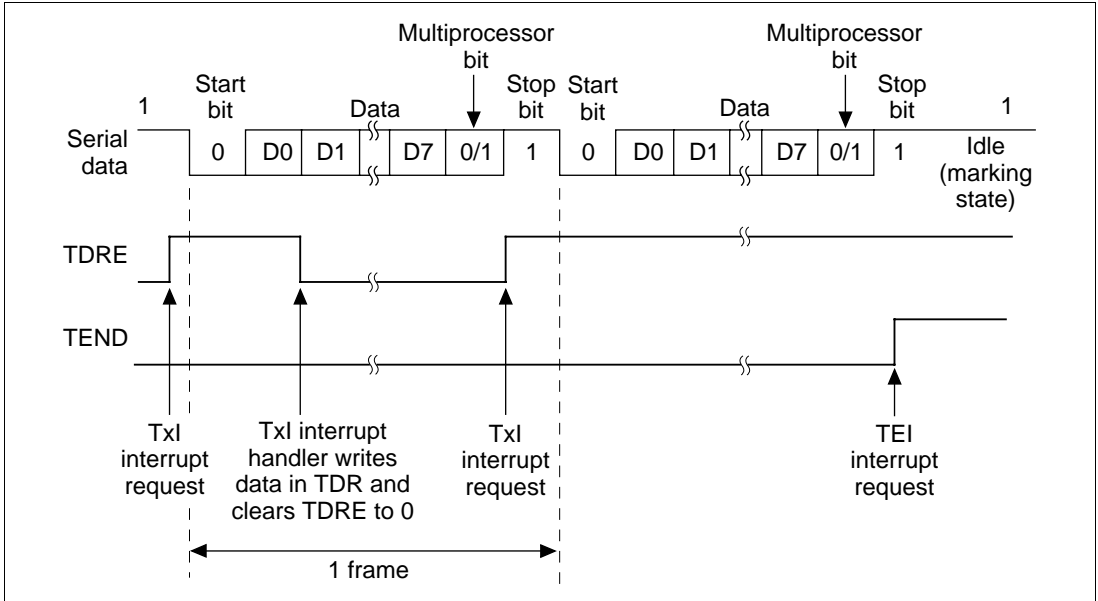 Multiprocessor
bit
Multiprocessor
bit
Start
bit
Stop
bit
Start
bit
Stop
bit
1
Data
Data
1
Serial
data
0
D0
D1
D7
0/1
1
0
D0
D1
D7
0/1
1
Idle
(marking
state)
TDRE
TEND
TxI
interrupt
request
TxI interrupt
handler writes
data in TDR and
clears TDRE to 0
TxI
interrupt
request
TEI
interrupt
request
1 frame